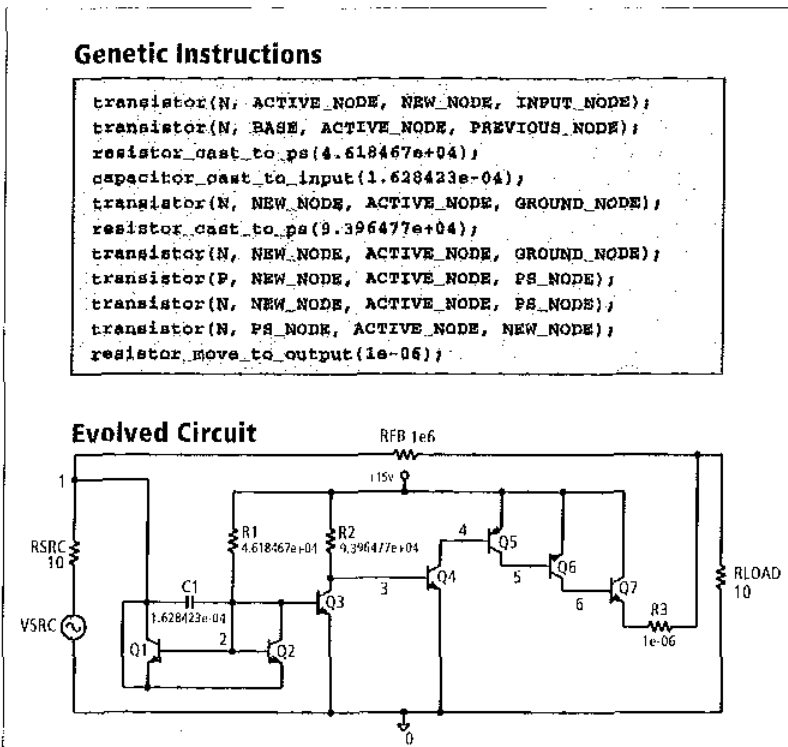 Genetic Instructions
transistor(N, ACTIVE_NODE, NEW_NODE, INPUT_NODE);
transistor(N, BASE, ACTIVE_NODE, PREVIOUS_NODE);
resistor_cast_to_ps(4.618467e+04);
capacitor_cast_to_input(1.628423e-04);
transistor(N, NEW_NODE, ACTIVE_NODE, GROUND_NODE);
resistor_cast_to_ps(9.396477e+04);
transistor(N, NEW_NODE, ACTIVE_NODE, GROUND_NODE);
transistor(P, NEW_NODE, ACTIVE_NODE, PS_NODE);
transistor(N, NEW_NODE, ACTIVE_NODE, PS_NODE);
transistor(N, PS_NODE, ACTIVE_NODE, NEW_NODE);
resistor_move_to_output(1e-06);
Evolved Circuit
RFB 1e6
+15v
1
RSRC
10
VSRC
C1
1.628423e-04
R1
4.618467e+04
R2
9.396477e+04
Q1
2
Q2
Q3
3
Q4
4
Q5
5
Q6
6
Q7
R3
1e-06
RLOAD
10
0